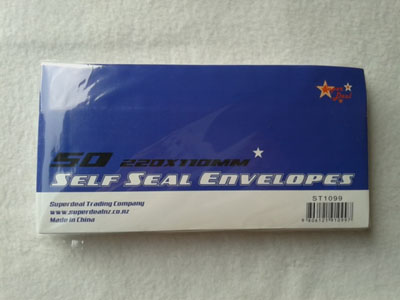 50 220X110MM
SELF SEAL ENVELOPES
Superdeal Trading Company
www.superdealnz.co.nz
Made in China
ST1099